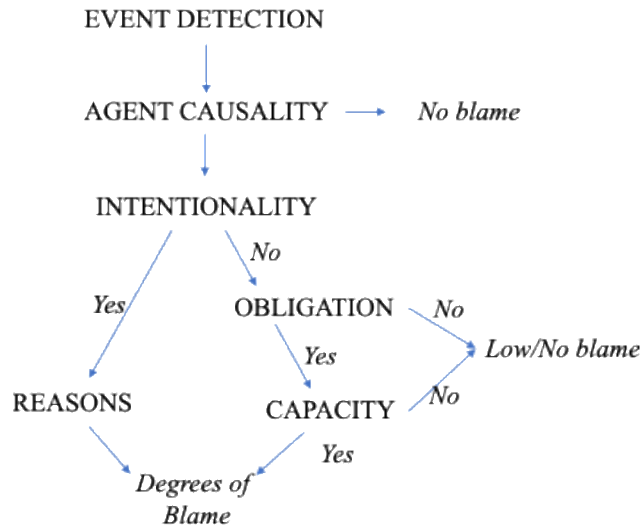 EVENT DETECTION
AGENT CAUSALITY
No blame
INTENTIONALITY
No
Yes
OBLIGATION
No
Yes
Low/No blame
REASONS
CAPACITY
No
Yes
Degrees of
Blame